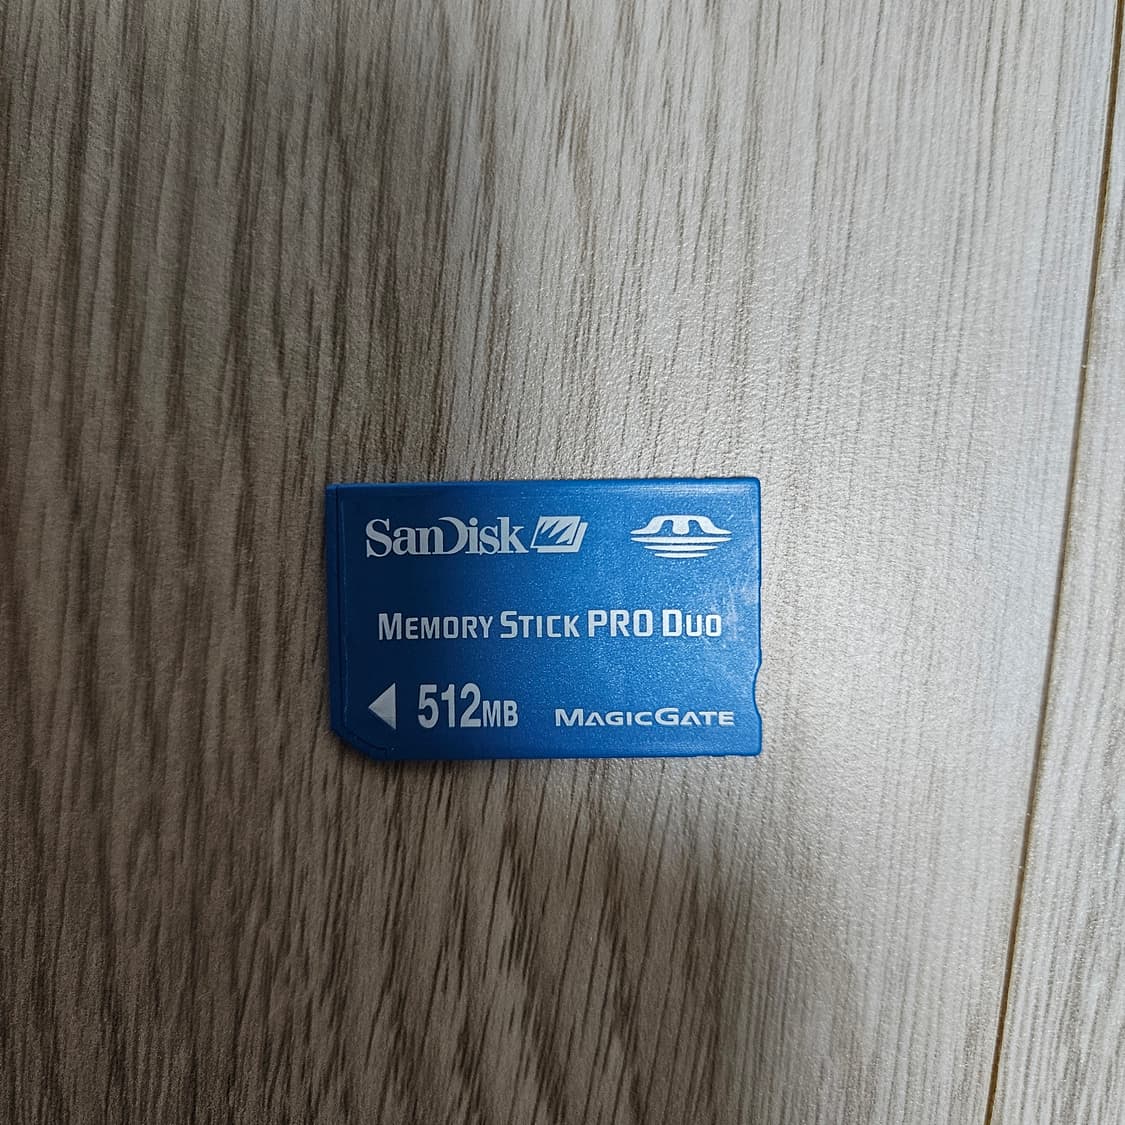 SanDisk
MEMORY STICK PRO DUO
512MB MAGICGATE